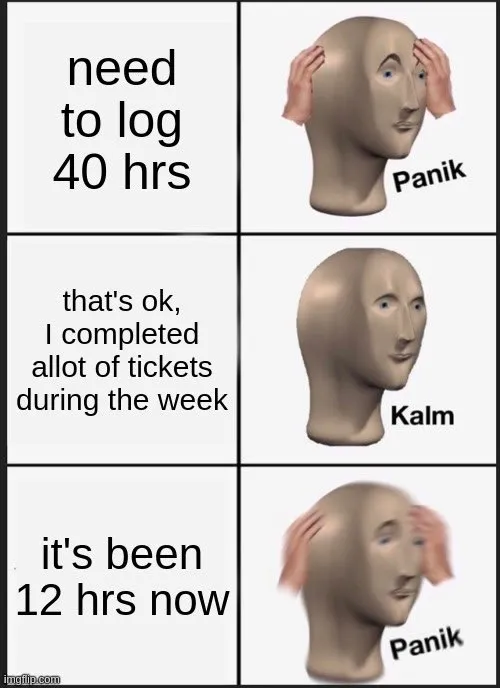 need
to log
40 hrs
Panik
that's ok,
I completed
allot of tickets
during the week
Kalm
it's been
12 hrs now
Panik
imgflip.com